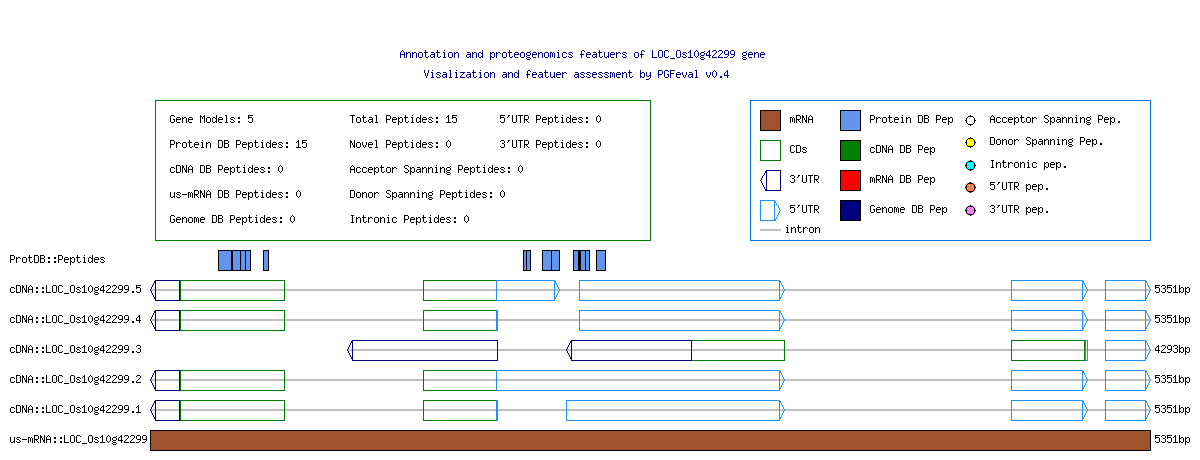 Annotation and proteogenomics featuers of LOC_Os10g42299 gene
Visalization and featuer assessment by PGFeval v0.4
Gene Models: 5 Total Peptides: 15 5'UTR Peptides: 0
Protein DB Peptides: 15 Novel Peptides: 0 3'UTR Peptides: 0
cDNA DB Peptides: 0 Acceptor Spanning Peptides: 0
us-mRNA DB Peptides: 0 Donor Spanning Peptides: 0
Genome DB Peptides: 0 Intronic Peptides: 0
mRNA Protein DB Pep Acceptor Spanning Pep.
CDs cDNA DB Pep Donor Spanning Pep.
3'UTR mRNA DB Pep Intronic pep.
5'UTR Genome DB Pep 5'UTR pep.
intron 3'UTR pep.
ProtDB::Peptides
cDNA::LOC_Os10g42299.5 5351bp
cDNA::LOC_Os10g42299.4 5351bp
cDNA::LOC_Os10g42299.3 4293bp
cDNA::LOC_Os10g42299.2 5351bp
cDNA::LOC_Os10g42299.1 5351bp
us-mRNA::LOC_Os10g42299 5351bp